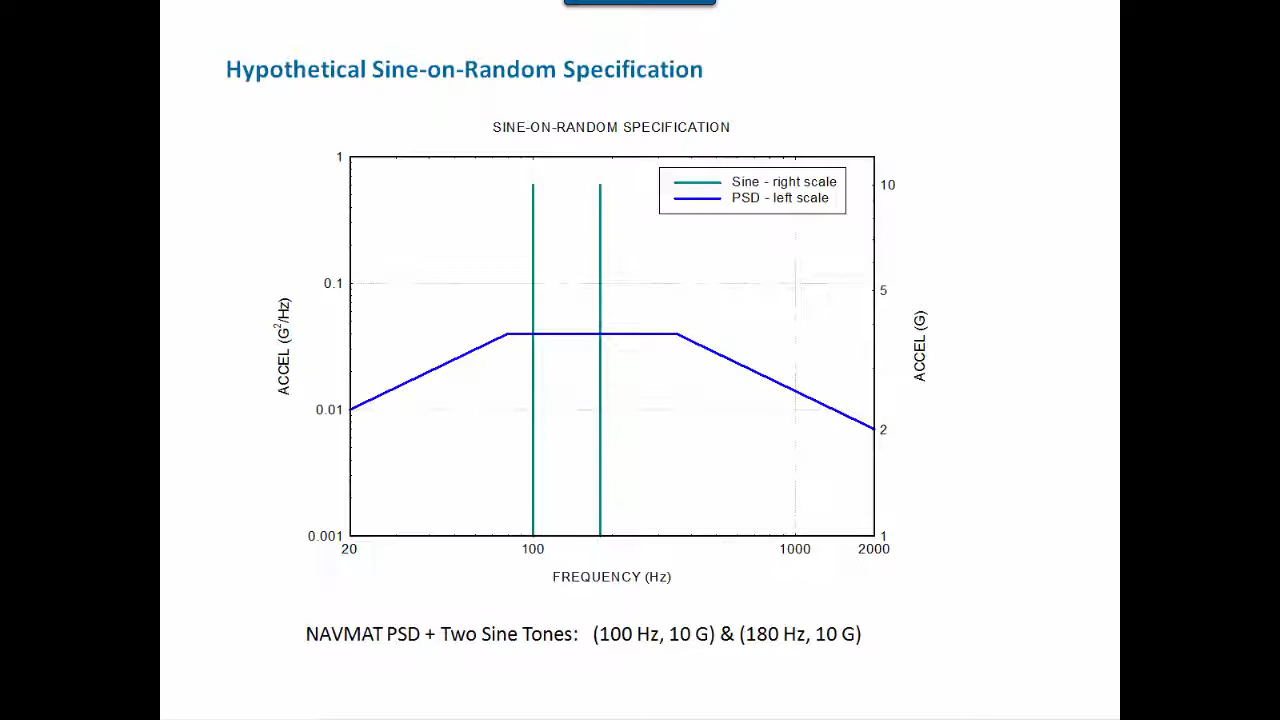 Hypothetical Sine-on-Random Specification
SINE-ON-RANDOM SPECIFICATION
Sine - right scale
PSD - left scale
1
0.1
0.01
0.001
ACCEL (G²/Hz)
10
5
2
1
ACCEL (G)
20
100
1000
2000
FREQUENCY (Hz)
NAVMAT PSD + Two Sine Tones: (100 Hz, 10 G) & (180 Hz, 10 G)